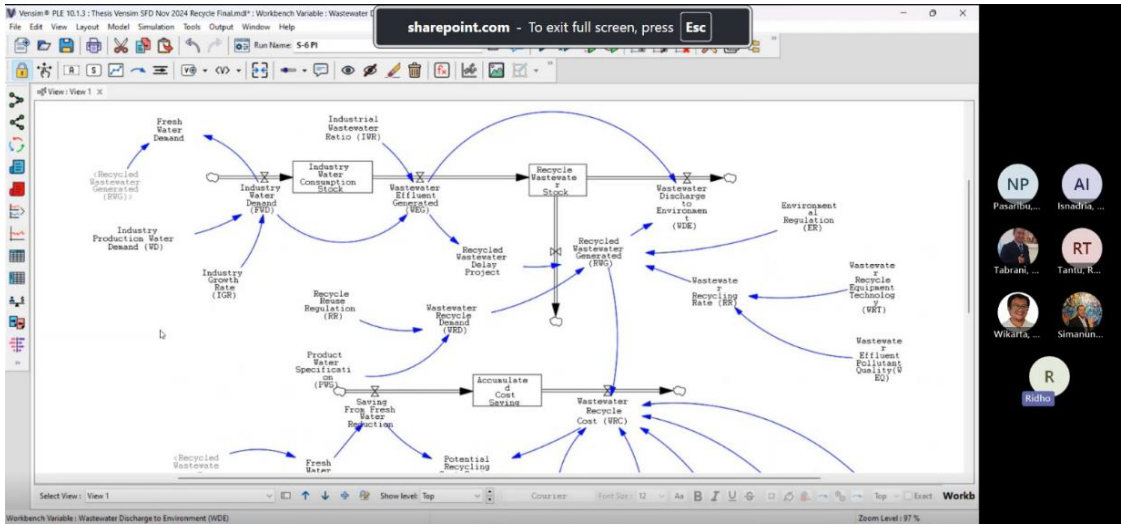 Vensim® PLE 10.1.3 : Thesis Vensim SFD Nov 2024 Recycle Final.mdl* : Workbench Variable : Wastewater D
sharepoint.com - To exit full screen, press Esc
File Edit View Layout Model Simulation Tools Output Window Help
Run Name: S-6 PI
View : View 1 X
Fresh
Water
Demand
<Recycled
Wastewater
Generated
(RWG)>
Industry
Production Water
Demand (WD)
Industry
Growth
Rate
(IGR)
Industry
Water
Demand
(FWD)
Industrial
Wastewater
Ratio (IWR)
Industry
Water
Consumption
Stock
Wastewater
Effluent
Generated
(WEG)
Recycled
Wastewater
Delay
Project
Recycle
Wastewate
r
Stock
Wastewater
Discharge
to
Environmen
t
(WDE)
Recycled
Wastewater
Generated
(RWG)
Environment
al
Regulation
(ER)
Wastewate
r
Recycling
Rate (RR)
Wastewate
r
Recycle
Equipment
Technolog
y
(WRT)
Wastewate
r
Effluent
Pollutant
Quality(W
EQ)
Recycle
Reuse
Regulation
(RR)
Wastewater
Recycle
Demand
(WRD)
Product
Water
Specificati
on
(PWS)
Saving
From Fresh
Water
Reduction
Accumulate
d
Cost
Saving
Wastewater
Recycle
Cost (WRC)
<Recycled
Wastewate
Fresh
Water
Potential
Recycling
Select View: View 1
Show level: Top
Courier
Font Size: 12
Aa B I U S
Top
Exact
Workb
Workbench Variable : Wastewater Discharge to Environment (WDE)
Zoom Level : 97 %
NP
Pasaribu,...
AI
Isnadria, ...
Tabrani, ...
RT
Tantu, R...
Wikarta, ...
Simanun...
R
Ridho